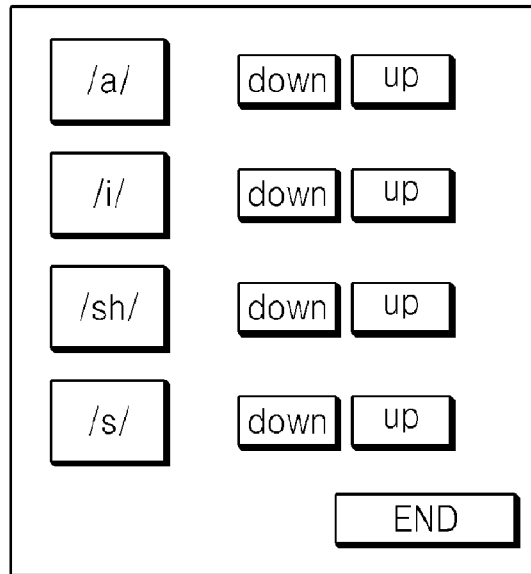 /a/ down up
/i/ down up
/sh/ down up
/s/ down up
END